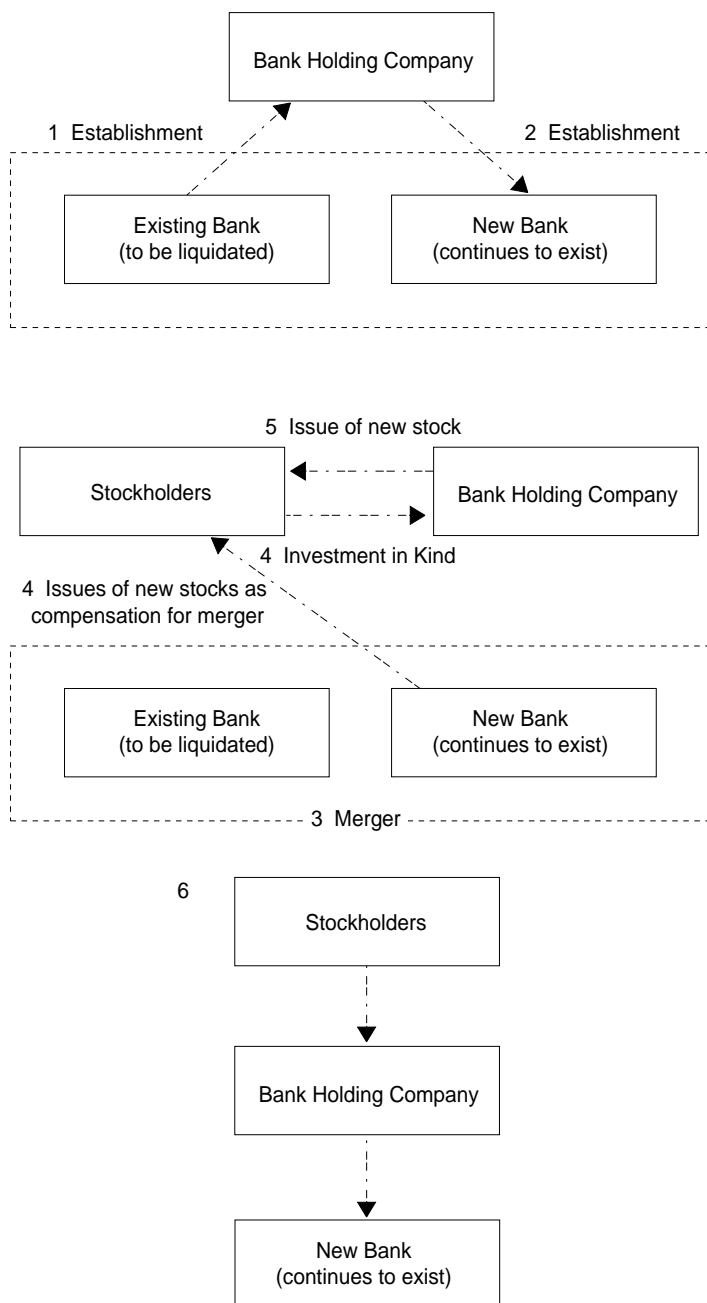 Bank Holding Company
1 Establishment
2 Establishment
Existing Bank
(to be liquidated)
New Bank
(continues to exist)
5 Issue of new stock
Stockholders
Bank Holding Company
4 Investment in Kind
4 Issues of new stocks as
compensation for merger
Existing Bank
(to be liquidated)
New Bank
(continues to exist)
3 Merger
6
Stockholders
Bank Holding Company
New Bank
(continues to exist)